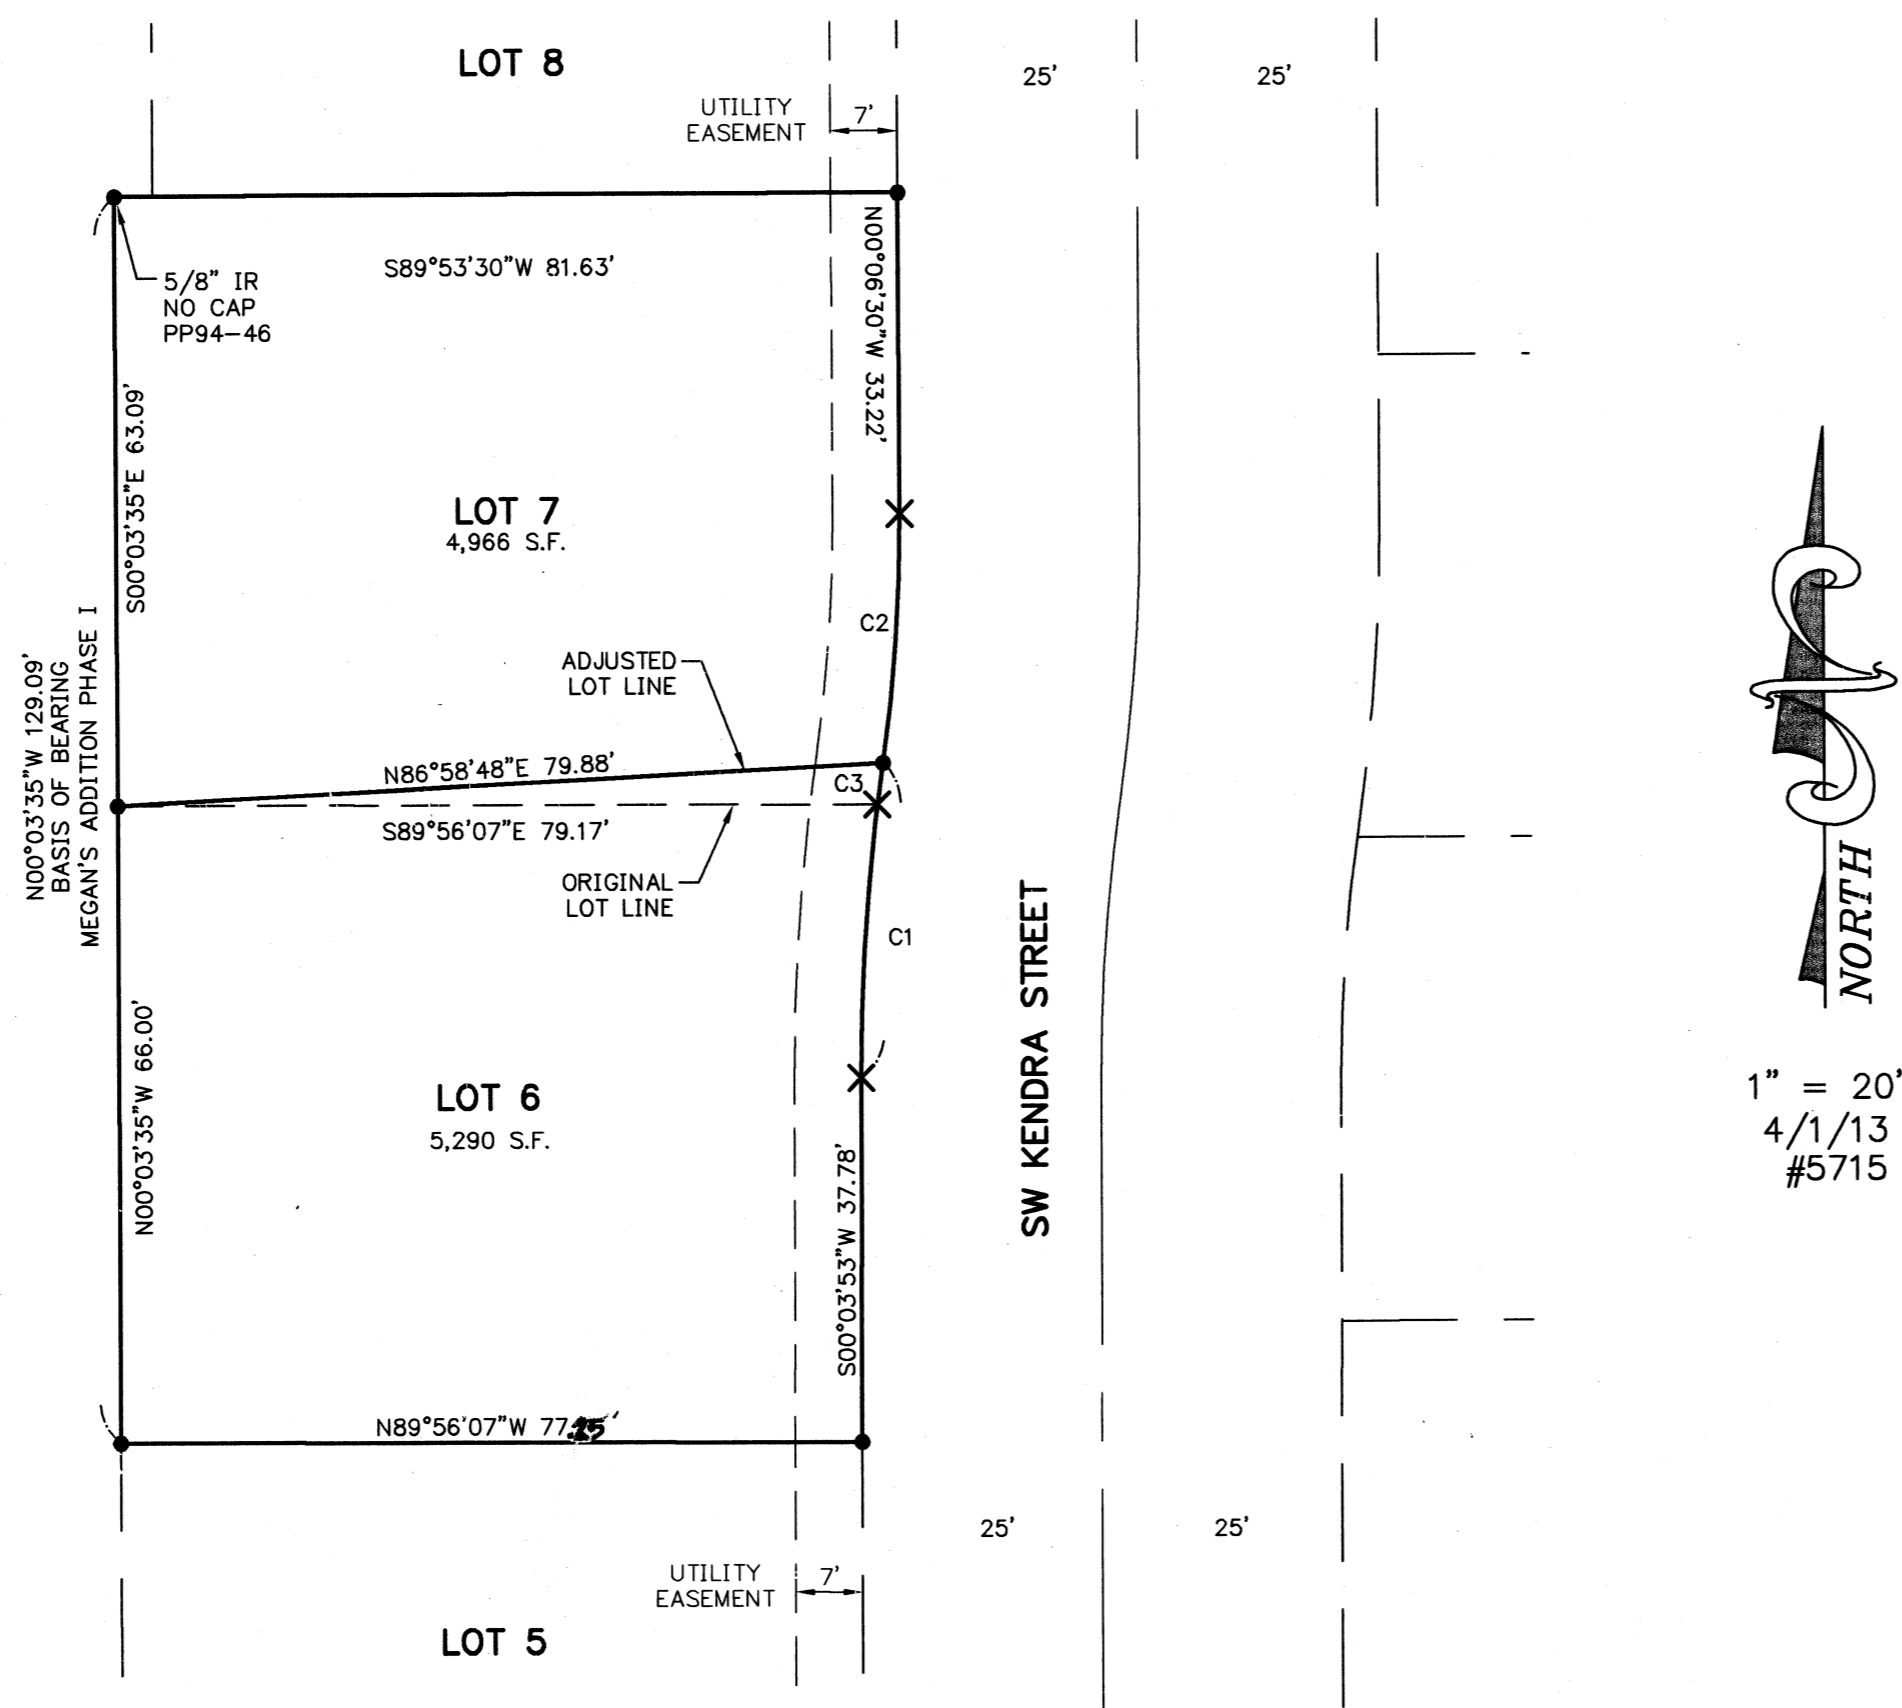 LOT 8
25'
25'
UTILITY
EASEMENT
7'
S89°53'30"W 81.63'
N00°06'30"W 33.22'
5/8" IR
NO CAP
PP94-46
S00°03'35"E 63.09'
LOT 7
4,966 S.F.
C2
ADJUSTED
LOT LINE
N00°03'35"W 129.09'
BASIS OF BEARING
MEGAN'S ADDITION PHASE I
N86°58'48"E 79.88'
C3
S89°56'07"E 79.17'
ORIGINAL
LOT LINE
C1
SW KENDRA STREET
NORTH
1" = 20'
4/1/13
#5715
N00°03'35"W 66.00'
LOT 6
5,290 S.F.
S00°03'53"W 37.78'
N89°56'07"W 77.25'
25'
25'
UTILITY
EASEMENT
7'
LOT 5